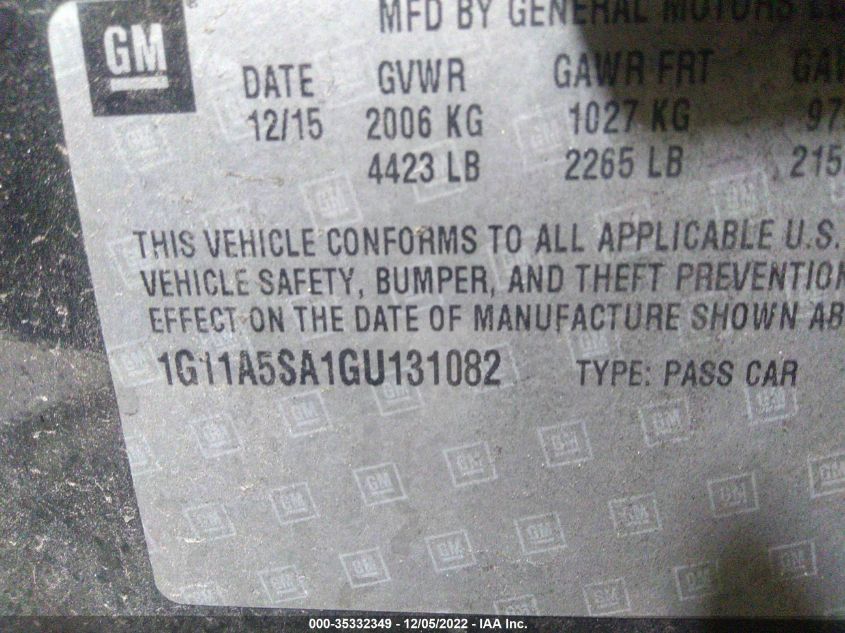 GM
MFD BY GENERAL MOTORS
DATE GVWR GAWR FRT
12/15 2006 KG 1027 KG
4423 LB 2265 LB
THIS VEHICLE CONFORMS TO ALL APPLICABLE U.S.
VEHICLE SAFETY, BUMPER, AND THEFT PREVENTION
EFFECT ON THE DATE OF MANUFACTURE SHOWN AB
1G11A5SA1GU131082 TYPE: PASS CAR
000-35332349 - 12/05/2022 - IAA Inc.